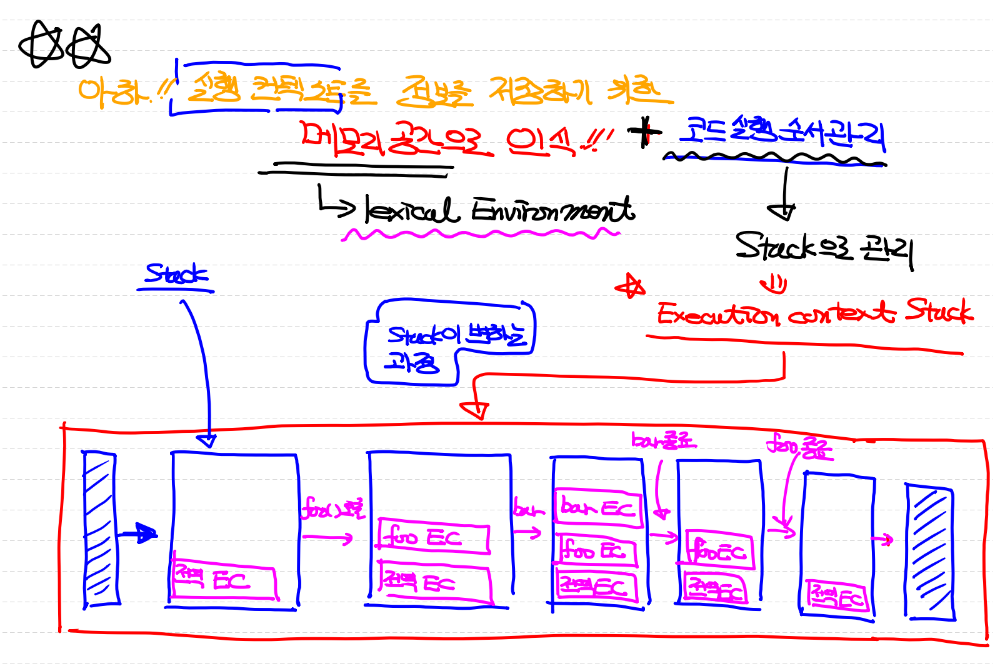 아하!! 실행 컨텍스트를 정보를 저장하기 위한
메모리 공간으로 인식!!! + 코드 실행 순서 관리
lexical Environment
Stack으로 관리
Stack
Execution context Stack
Stack이 변하는
과정
bar 종료
foo 종료
foo() 호출
bar
bar EC
foo EC
foo EC
foo EC
전역 EC
전역 EC
전역 EC
전역 EC
전역 EC